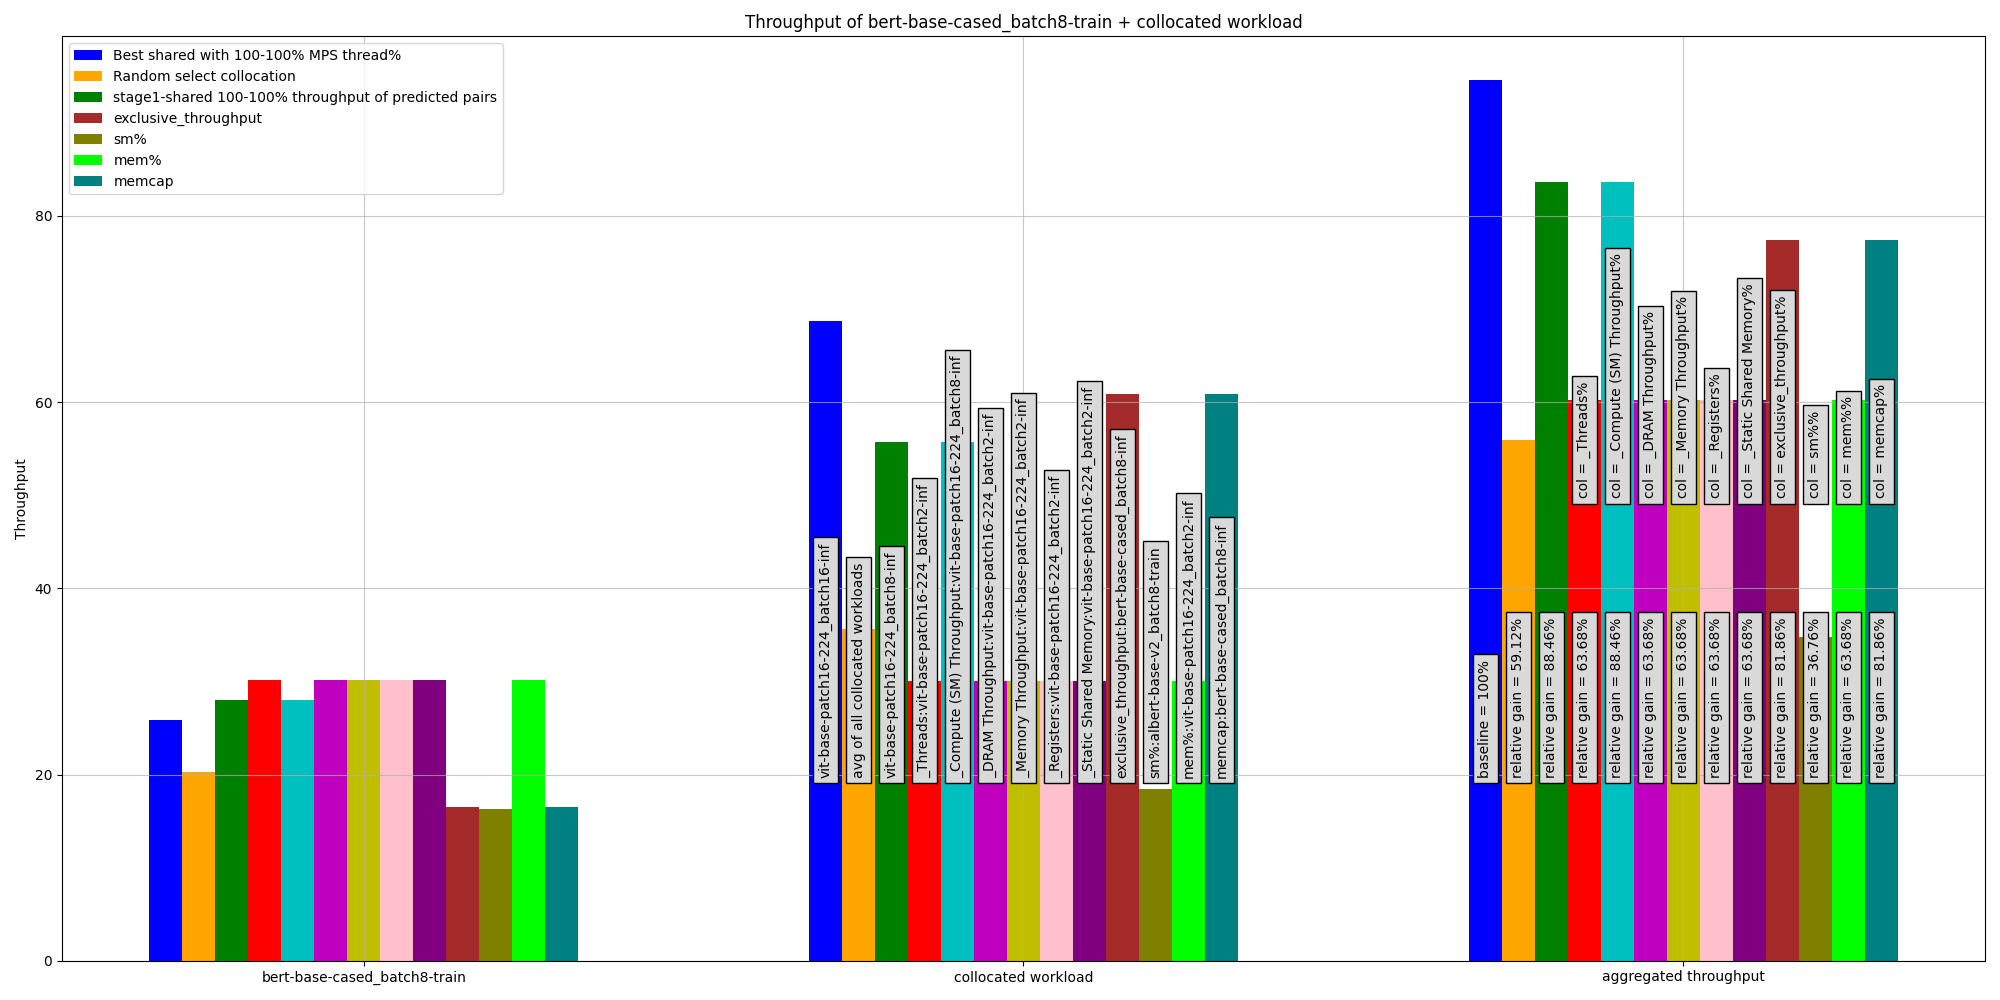 Throughput of bert-base-cased_batch8-train + collocated workload
Best shared with 100-100% MPS thread%
Random select collocation
stage1-shared 100-100% throughput of predicted pairs
exclusive_throughput
sm%
mem%
memcap
Throughput
80
60
40
20
0
vit-base-patch16-224_batch16-inf
avg of all collocated workloads
vit-base-patch16-224_batch8-inf
_Threads:vit-base-patch16-224_batch2-inf
_Compute (SM) Throughput:vit-base-patch16-224_batch8-inf
_DRAM Throughput:vit-base-patch16-224_batch2-inf
_Memory Throughput:vit-base-patch16-224_batch2-inf
_Registers:vit-base-patch16-224_batch2-inf
_Static Shared Memory:vit-base-patch16-224_batch2-inf
exclusive_throughput:bert-base-cased_batch8-inf
sm%:albert-base-v2_batch8-train
mem%:vit-base-patch16-224_batch2-inf
memcap:bert-base-cased_batch8-inf
col = _Threads%
col = _Compute (SM) Throughput%
col = _DRAM Throughput%
col = _Memory Throughput%
col = _Registers%
col = _Static Shared Memory%
col = exclusive_throughput%
col = sm%%
col = mem%%
col = memcap%
baseline = 100%
relative gain = 59.12%
relative gain = 88.46%
relative gain = 63.68%
relative gain = 88.46%
relative gain = 63.68%
relative gain = 63.68%
relative gain = 63.68%
relative gain = 63.68%
relative gain = 81.86%
relative gain = 36.76%
relative gain = 63.68%
relative gain = 81.86%
bert-base-cased_batch8-train
collocated workload
aggregated throughput